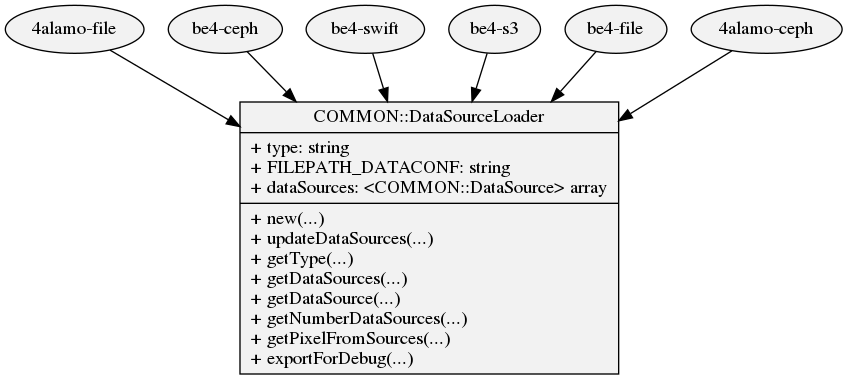 4alamo-file
be4-ceph
be4-swift
be4-s3
be4-file
4alamo-ceph
COMMON::DataSourceLoader
+ type: string
+ FILEPATH_DATACONF: string
+ dataSources: <COMMON::DataSource> array
+ new(...)
+ updateDataSources(...)
+ getType(...)
+ getDataSources(...)
+ getDataSource(...)
+ getNumberDataSources(...)
+ getPixelFromSources(...)
+ exportForDebug(...)